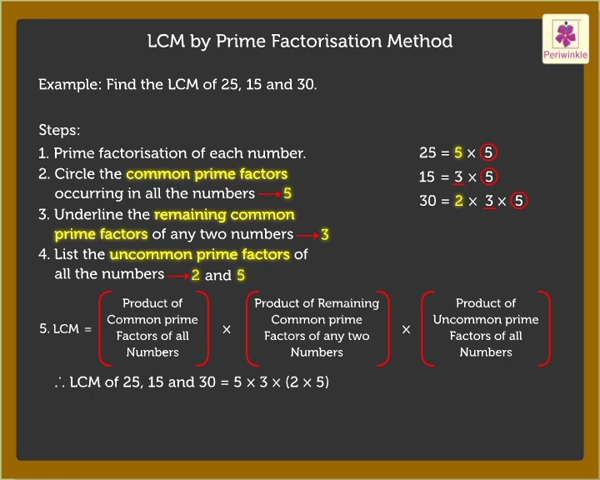 LCM by Prime Factorisation Method
Periwinkle
Example: Find the LCM of 25, 15 and 30.
Steps:
1. Prime factorisation of each number.
2. Circle the common prime factors
occurring in all the numbers → 5
3. Underline the remaining common
prime factors of any two numbers → 3
4. List the uncommon prime factors of
all the numbers → 2 and 5
25 = 5 × 5
15 = 3 × 5
30 = 2 × 3 × 5
5. LCM = ( Product of
Common prime
Factors of all
Numbers ) × ( Product of Remaining
Common prime
Factors of any two
Numbers ) × ( Product of
Uncommon prime
Factors of all
Numbers )
∴ LCM of 25, 15 and 30 = 5 × 3 × (2 × 5)